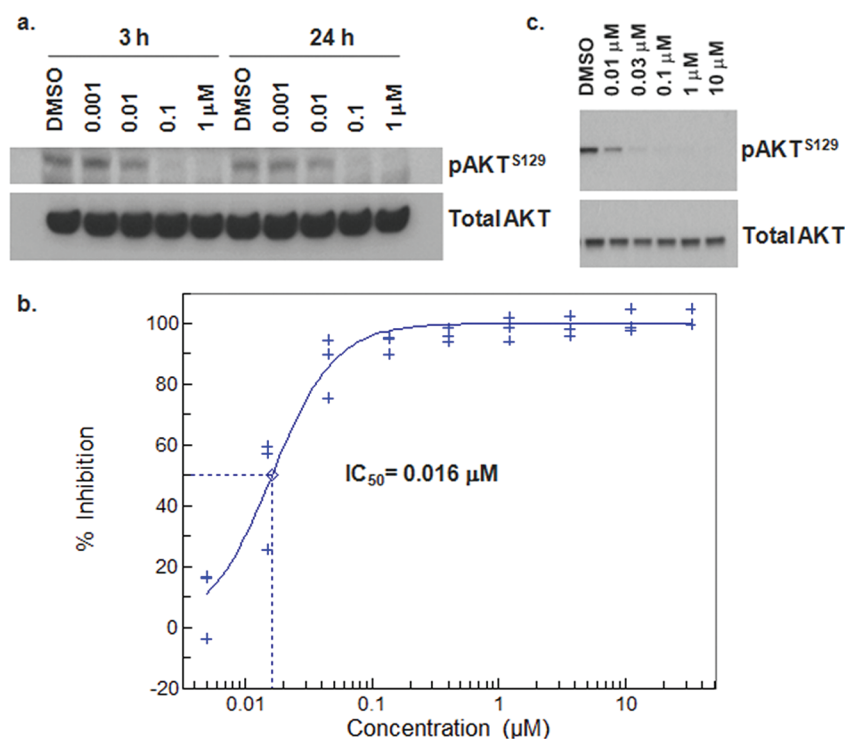 a.
3 h
24 h
DMSO
0.001
0.01
0.1
1 µM
DMSO
0.001
0.01
0.1
1 µM
pAKTS129
Total AKT
c.
DMSO
0.01 µM
0.03 µM
0.1 µM
1 µM
10 µM
pAKTS129
Total AKT
b.
100
80
60
40
20
0
-20
% Inhibition
IC50= 0.016 µM
0.01
0.1
1
10
Concentration (µM)